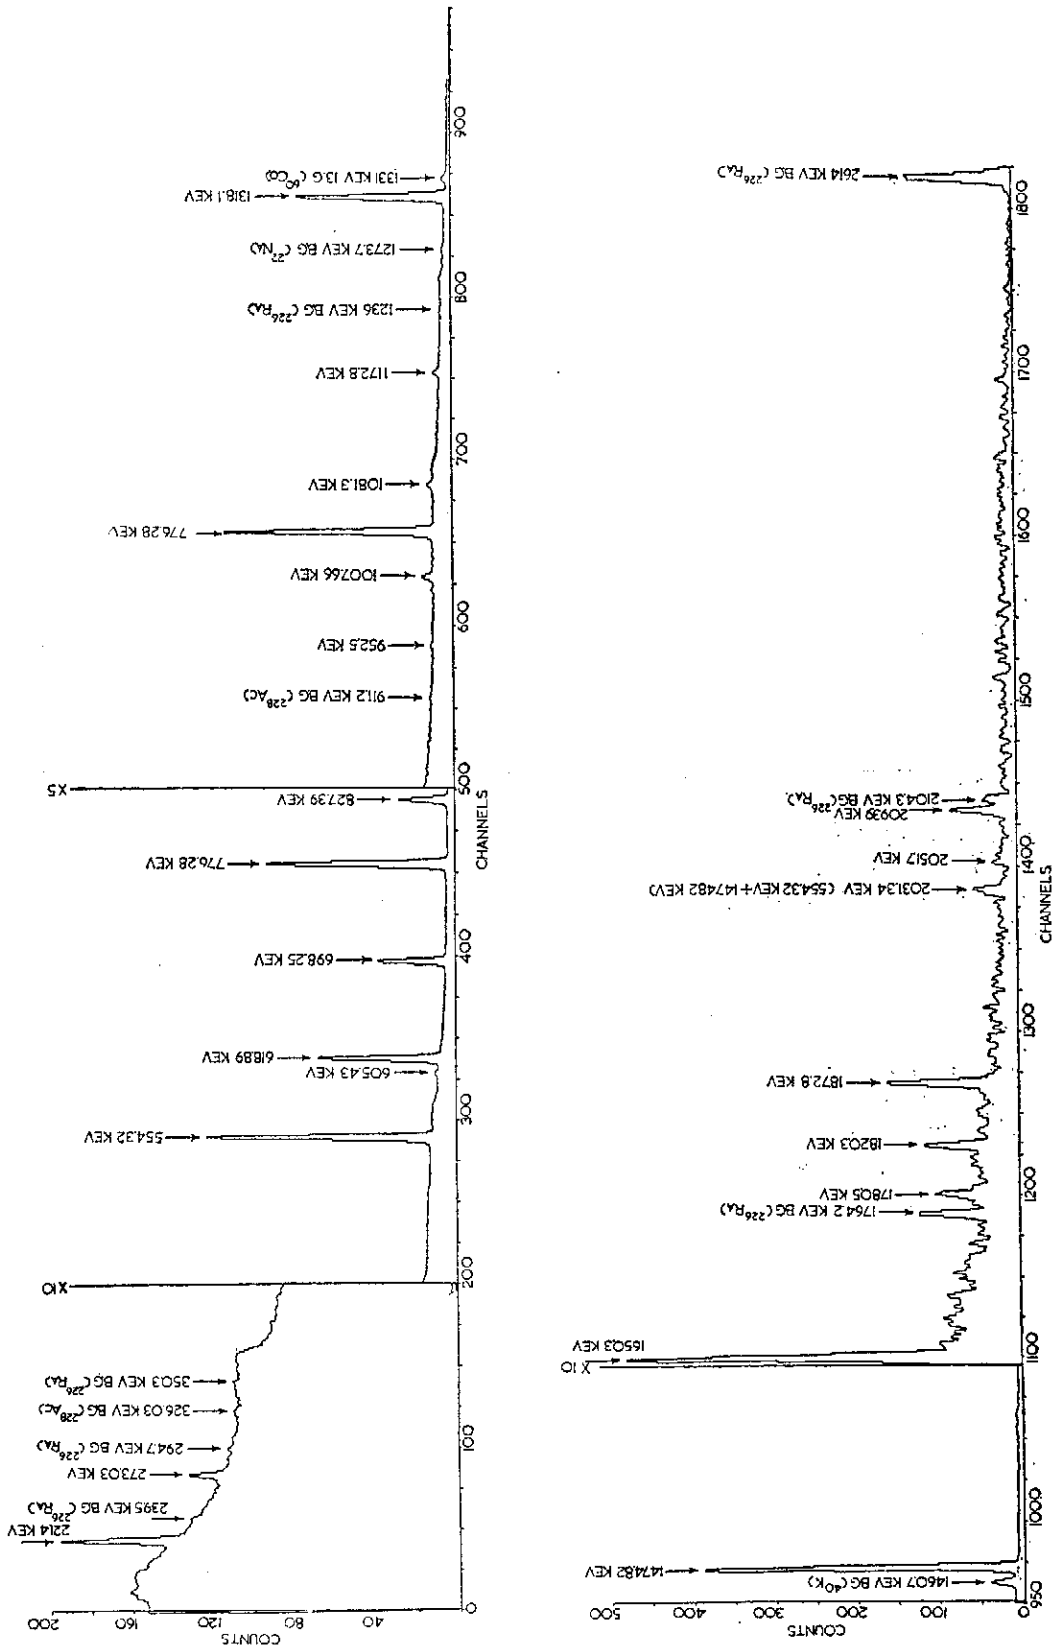 COUNTS
200
160
120
80
40
0
221.4 KEV
239.5 KEV BG (²²⁶RA)
273.03 KEV
294.7 KEV BG (²²⁶RA)
326.03 KEV BG (²²⁸AC)
350.3 KEV BG (²²⁶RA)
X10
554.32 KEV
605.43 KEV
618.89 KEV
698.25 KEV
776.28 KEV
827.39 KEV
X5
911.2 KEV BG (²²⁸AC)
952.5 KEV
1007.66 KEV
776.28 KEV
1081.3 KEV
1172.8 KEV
1236 KEV BG (²²⁶RA)
1273.7 KEV BG (²²NA)
1318.1 KEV
1331 KEV 13.G (⁶⁰CO)
0
100
200
300
400
500
600
700
800
900
CHANNELS
COUNTS
500
400
300
200
100
0
1460.7 KEV BG (⁴⁰K)
1474.82 KEV
X10
1650.3 KEV
1764.2 KEV BG (²²⁶RA)
1780.5 KEV
1820.3 KEV
1872.8 KEV
2031.34 KEV (554.32 KEV+1474.82 KEV)
2051.7 KEV
2093.9 KEV
2104.3 KEV BG (²²⁶RA)
2614 KEV BG (²²⁶RA)
950
1000
1100
1200
1300
1400
1500
1600
1700
1800
CHANNELS